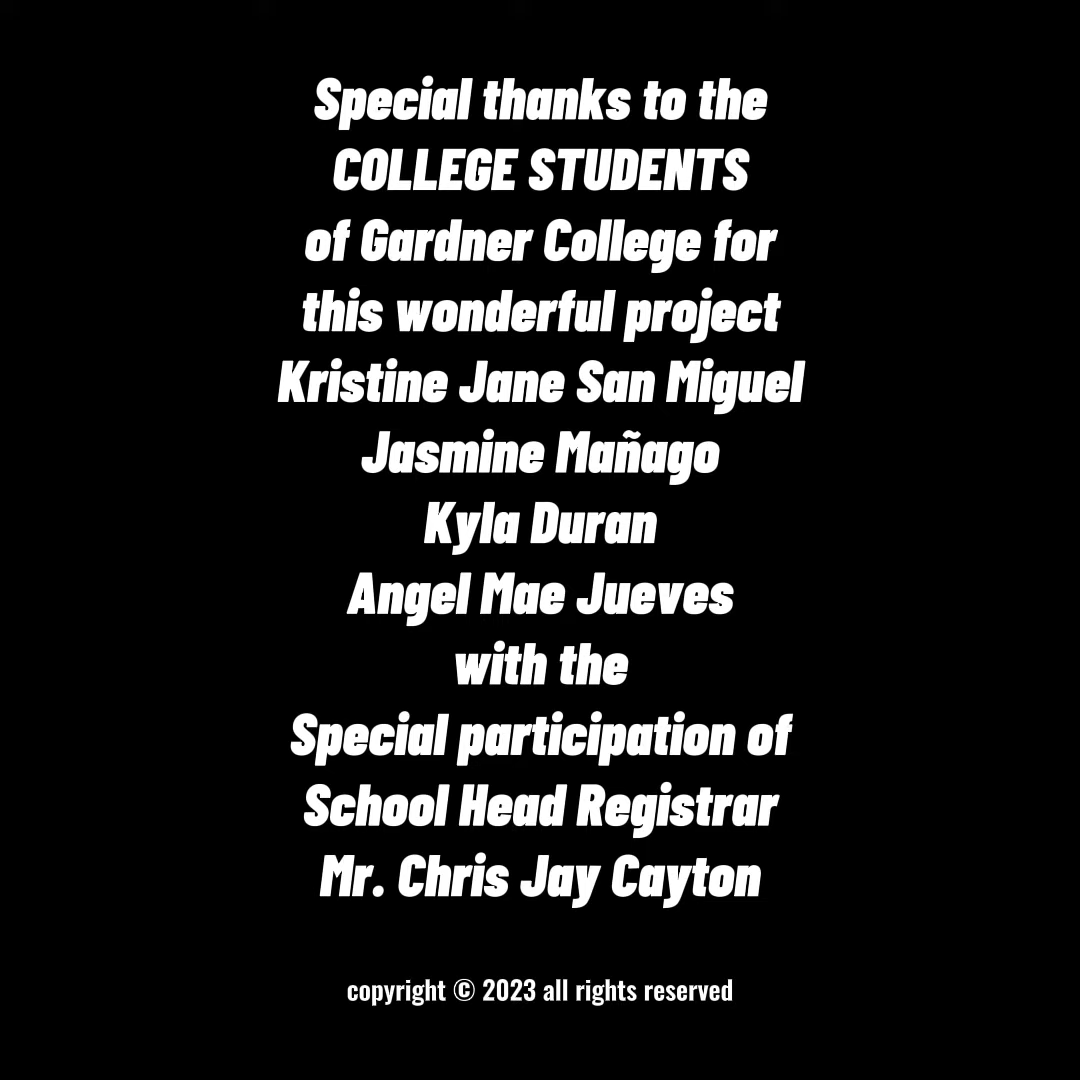 Special thanks to the
COLLEGE STUDENTS
of Gardner College for
this wonderful project
Kristine Jane San Miguel
Jasmine Mañago
Kyla Duran
Angel Mae Jueves
with the
Special participation of
School Head Registrar
Mr. Chris Jay Cayton
copyright © 2023 all rights reserved